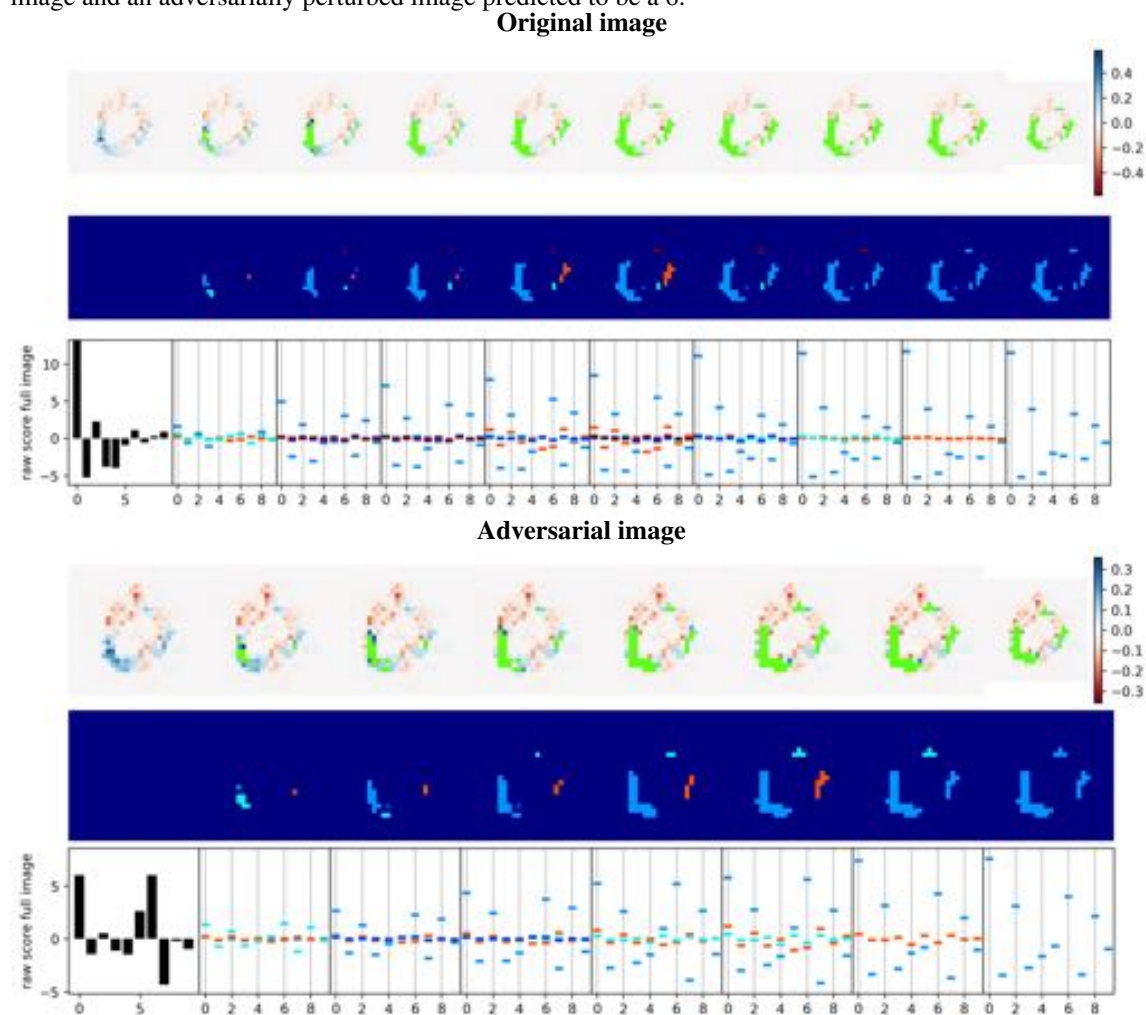 image and an adversarially perturbed image predicted to be a 6.
Original image
0.4
0.2
0.0
−0.2
−0.4
raw score full image
10
5
0
−5
0 5 0 2 4 6 8 0 2 4 6 8 0 2 4 6 8 0 2 4 6 8 0 2 4 6 8 0 2 4 6 8 0 2 4 6 8 0 2 4 6 8 0 2 4 6 8
Adversarial image
0.3
0.2
0.1
0.0
−0.1
−0.2
−0.3
raw score full image
5
0
−5
0 5 0 2 4 6 8 0 2 4 6 8 0 2 4 6 8 0 2 4 6 8 0 2 4 6 8 0 2 4 6 8 0 2 4 6 8